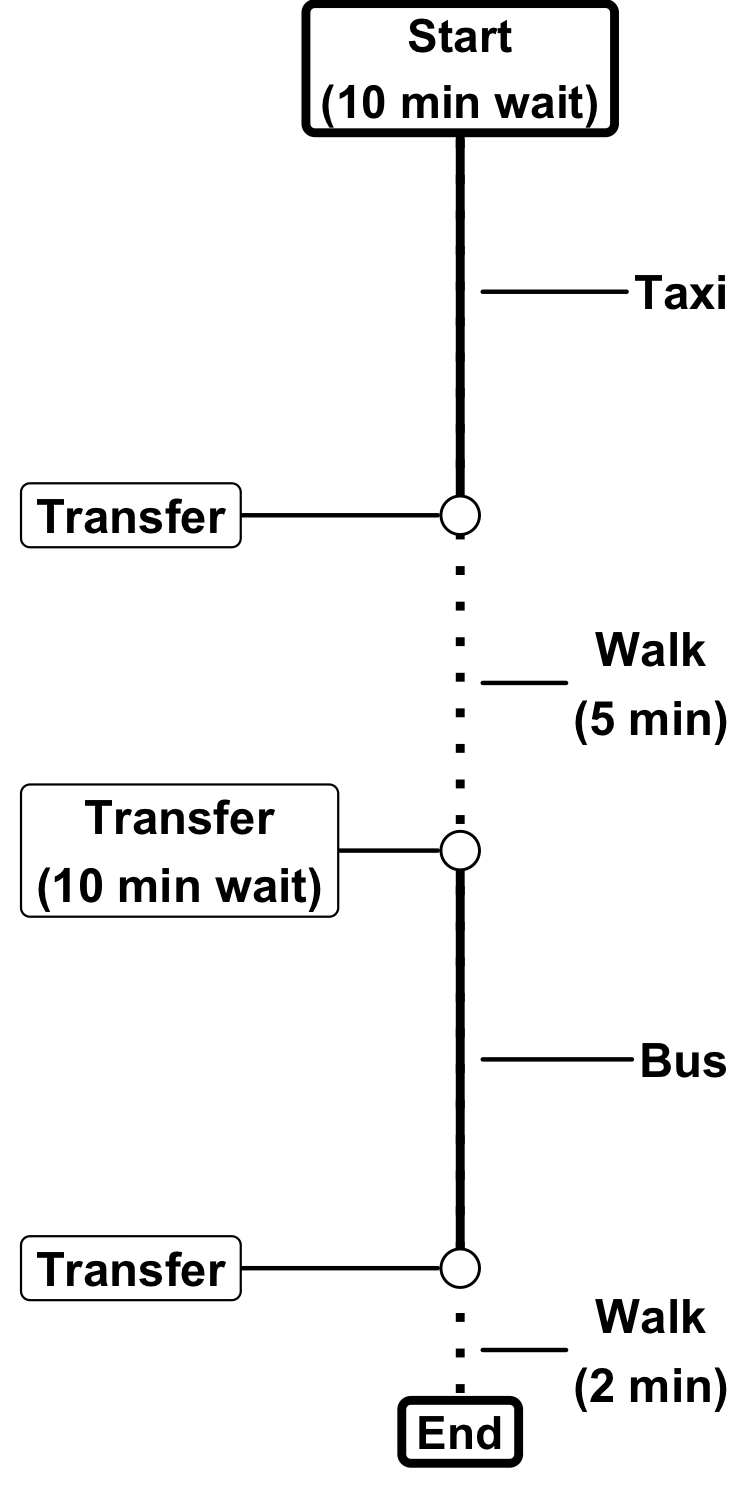 Start
(10 min wait)
Taxi
Transfer
Walk
(5 min)
Transfer
(10 min wait)
Bus
Transfer
Walk
(2 min)
End